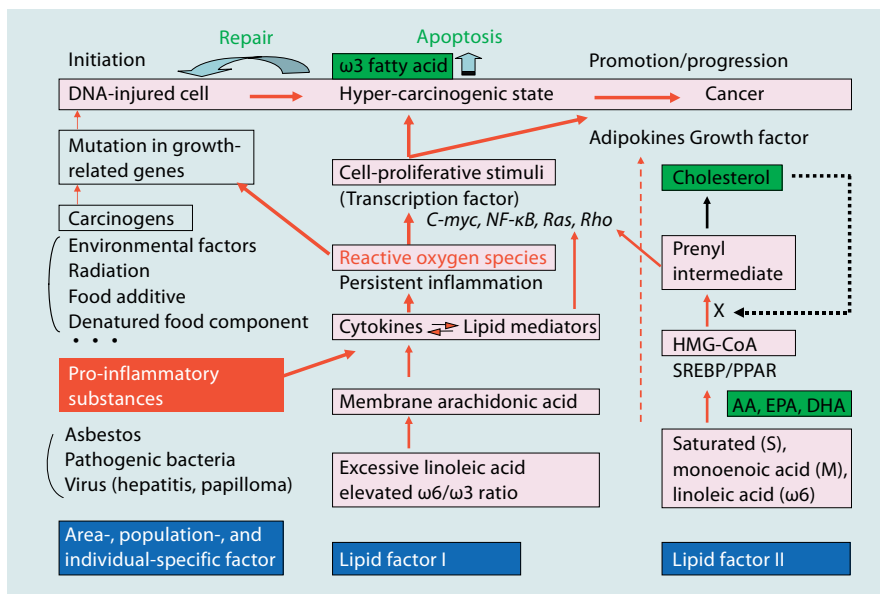 Repair
Apoptosis
Initiation
ω3 fatty acid
Promotion/progression
DNA-injured cell
Hyper-carcinogenic state
Cancer
Mutation in growth-
related genes
Adipokines Growth factor
Cell-proliferative stimuli
(Transcription factor)
C-myc, NF-κB, Ras, Rho
Cholesterol
Carcinogens
Environmental factors
Radiation
Food additive
Denatured food component
• • •
Reactive oxygen species
Persistent inflammation
Prenyl
intermediate
X
Cytokines
Lipid mediators
HMG-CoA
SREBP/PPAR
Pro-inflammatory
substances
Membrane arachidonic acid
AA, EPA, DHA
Asbestos
Pathogenic bacteria
Virus (hepatitis, papilloma)
Excessive linoleic acid
elevated ω6/ω3 ratio
Saturated (S),
monoenoic acid (M),
linoleic acid (ω6)
Area-, population-, and
individual-specific factor
Lipid factor I
Lipid factor II